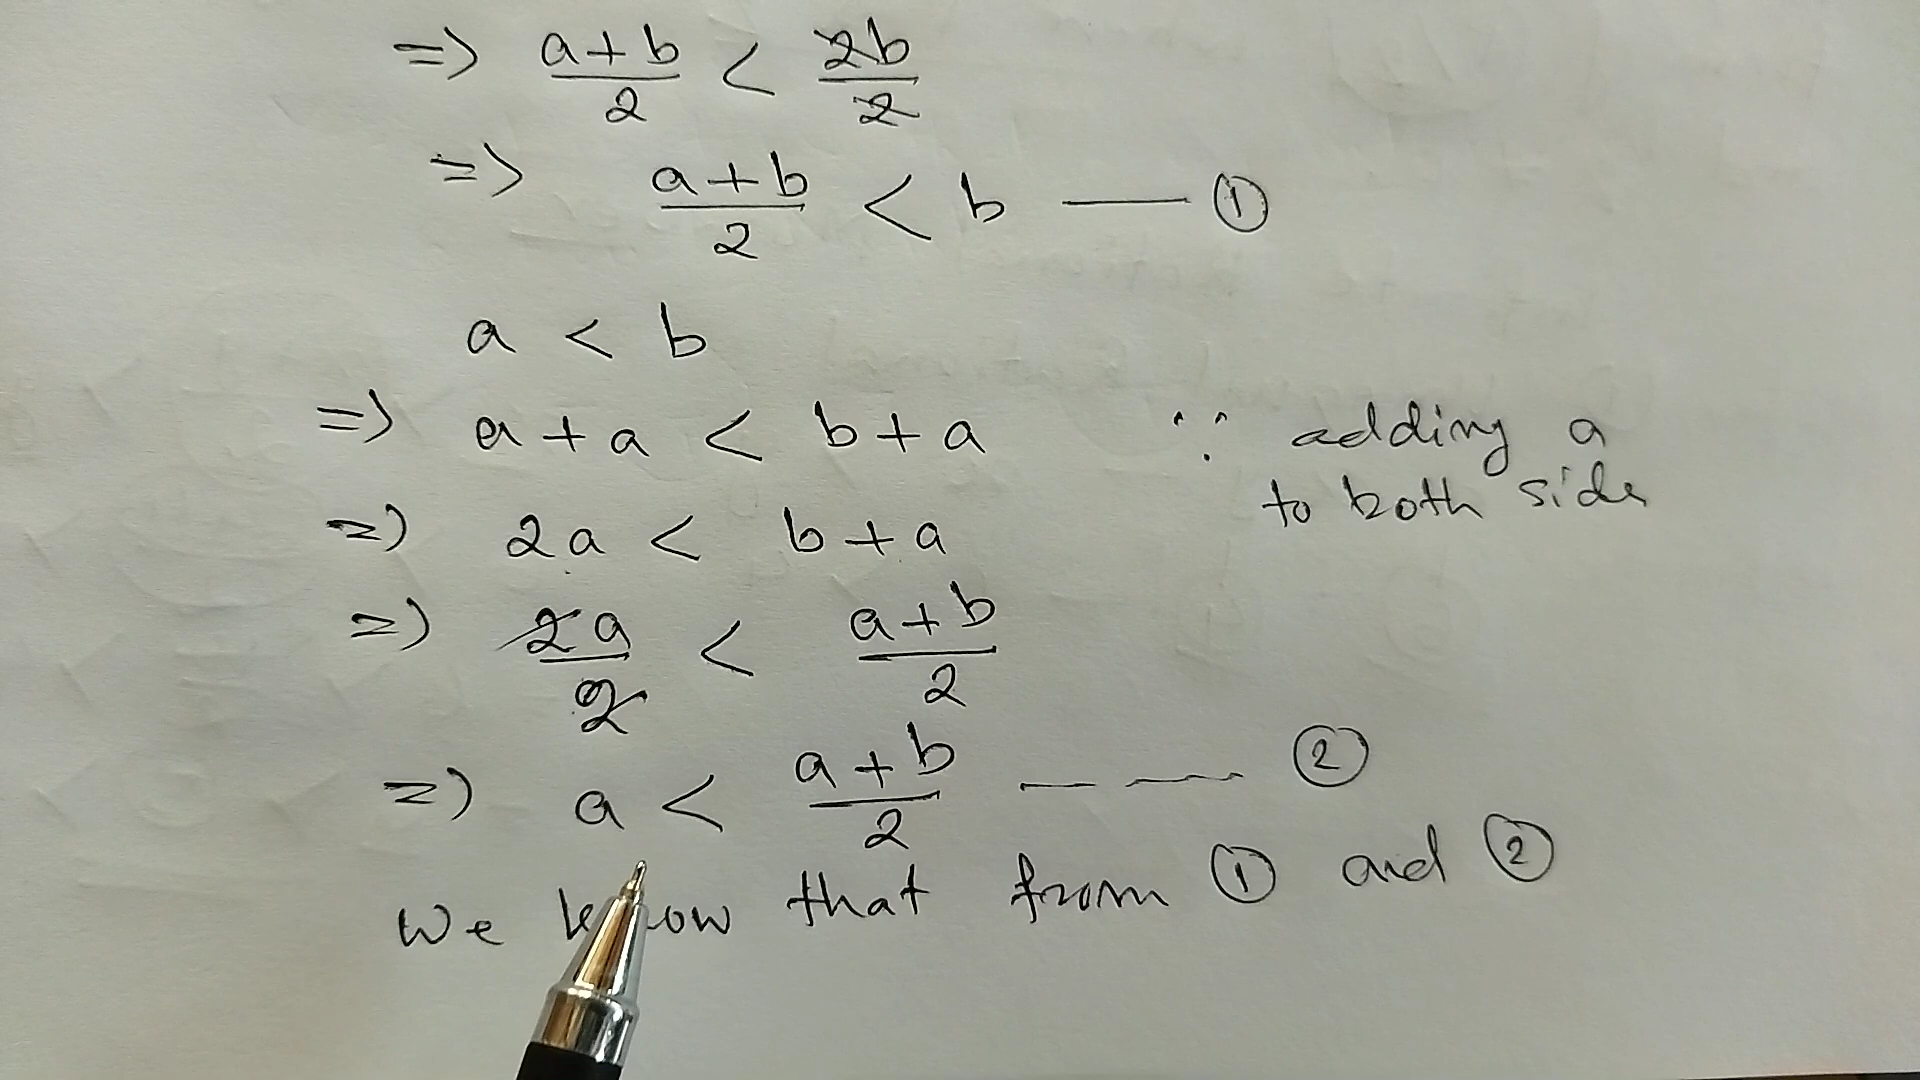 => a+b/2 < 2b/2
=> a+b/2 < b — ①
a < b
=> a + a < b + a ∵ adding a
to both side
=> 2a < b + a
=> 2a/2 < a+b/2
=> a < a+b/2 — — ②
We know that from ① and ②